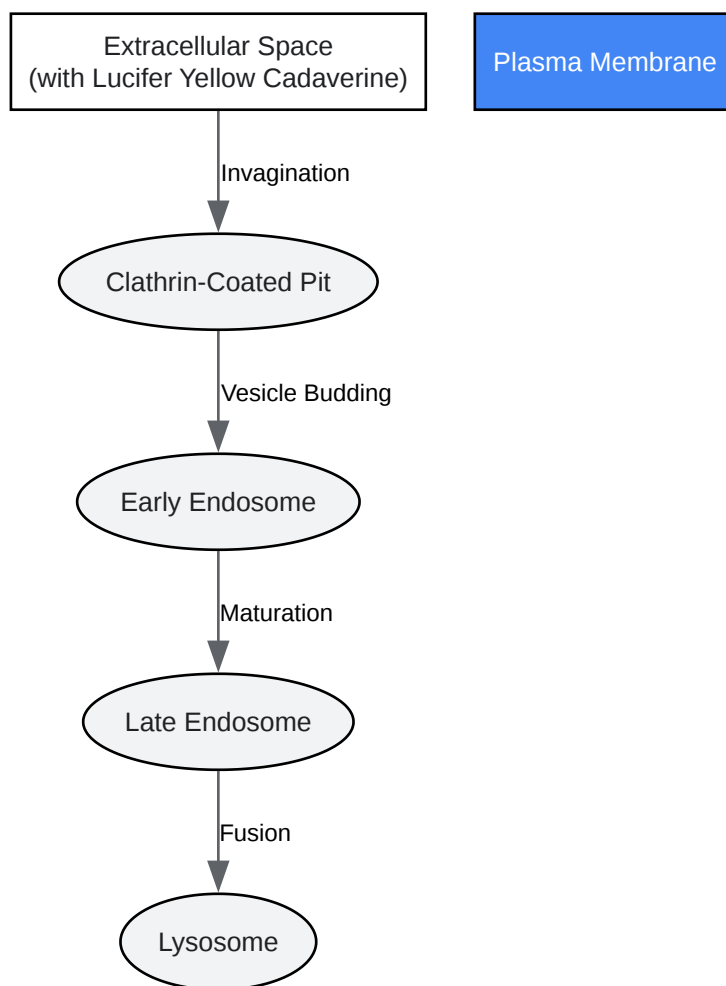 Extracellular Space
(with Lucifer Yellow Cadaverine)
Plasma Membrane
Invagination
Clathrin-Coated Pit
Vesicle Budding
Early Endosome
Maturation
Late Endosome
Fusion
Lysosome